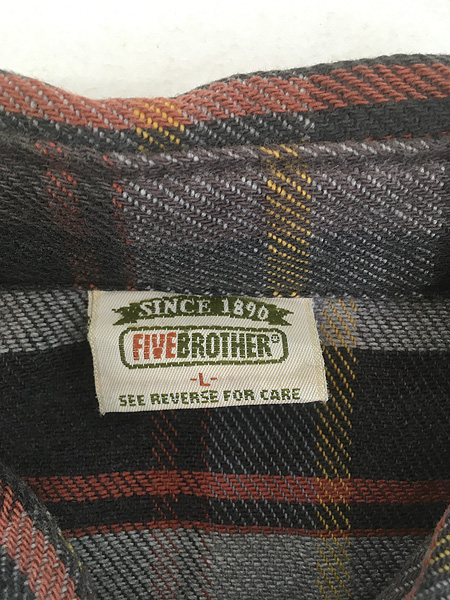 SINCE 1890
FIVEBROTHER®
-L-
SEE REVERSE FOR CARE